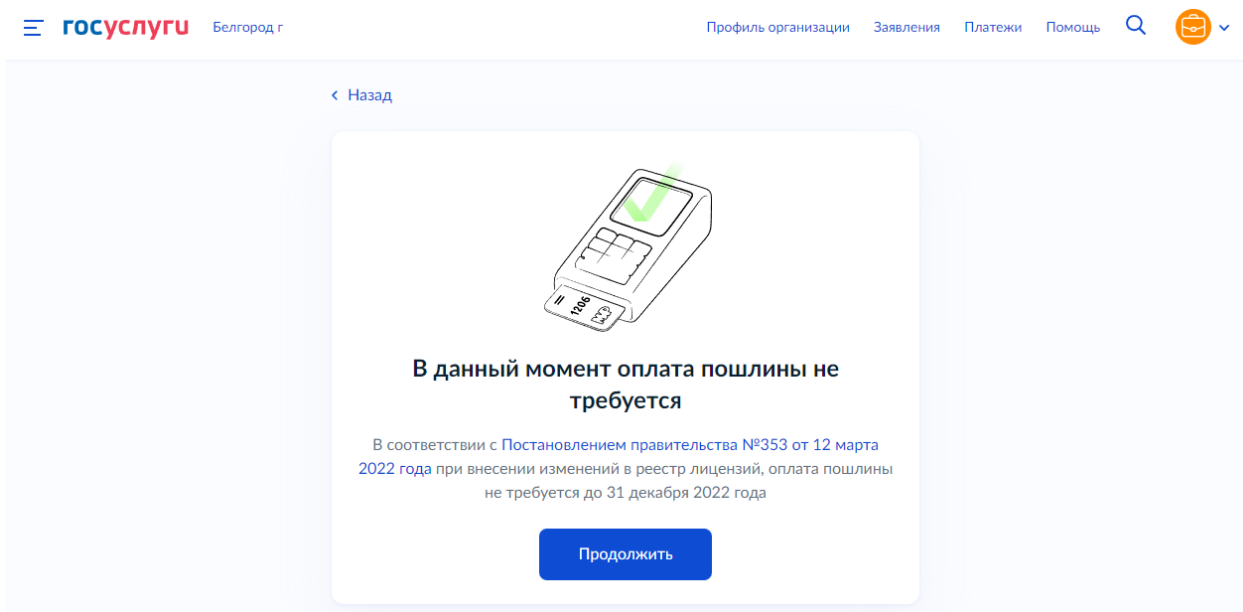 госуслуги
Белгород г
Профиль организации
Заявления
Платежи
Помощь
Назад
1206
В данный момент оплата пошлины не
требуется
В соответствии с Постановлением правительства №353 от 12 марта
2022 года при внесении изменений в реестр лицензий, оплата пошлины
не требуется до 31 декабря 2022 года
Продолжить